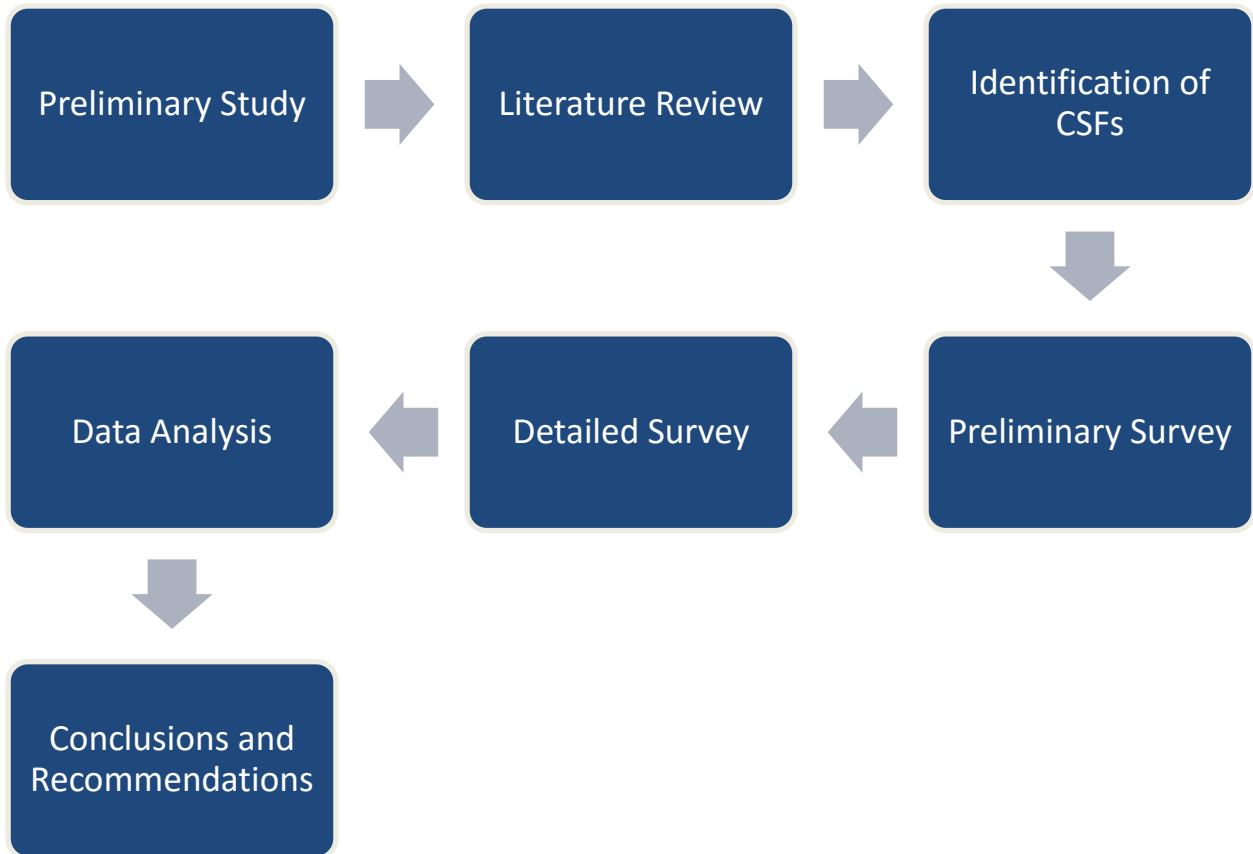 Preliminary Study
Literature Review
Identification of
CSFs
Preliminary Survey
Detailed Survey
Data Analysis
Conclusions and
Recommendations